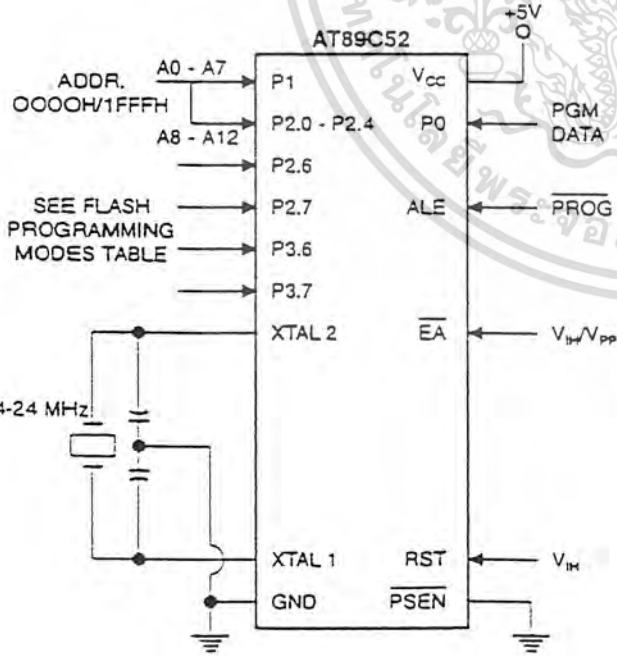 +5V
AT89C52
A0 - A7
ADDR.
0000H/1FFFH
P1
VCC
P2.0 - P2.4
P0
PGM
DATA
A8 - A12
P2.6
SEE FLASH
PROGRAMMING
MODES TABLE
P2.7
ALE
PROG
P3.6
P3.7
XTAL 2
EA
VIH/VPP
4-24 MHz
XTAL 1
RST
VIH
GND
PSEN